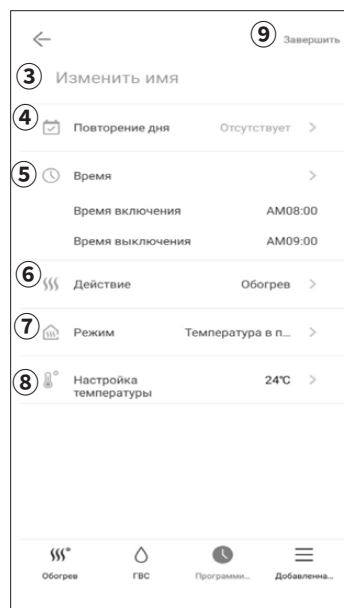 ⑨ Завершить
③ Изменить имя
④ Повторение дня Отсутствует
⑤ Время
Время включения AM08:00
Время выключения AM09:00
⑥ Действие Обогрев
⑦ Режим Температура в п...
⑧ Настройка температуры 24℃
Обогрев ГВС Программи... Добавленна...